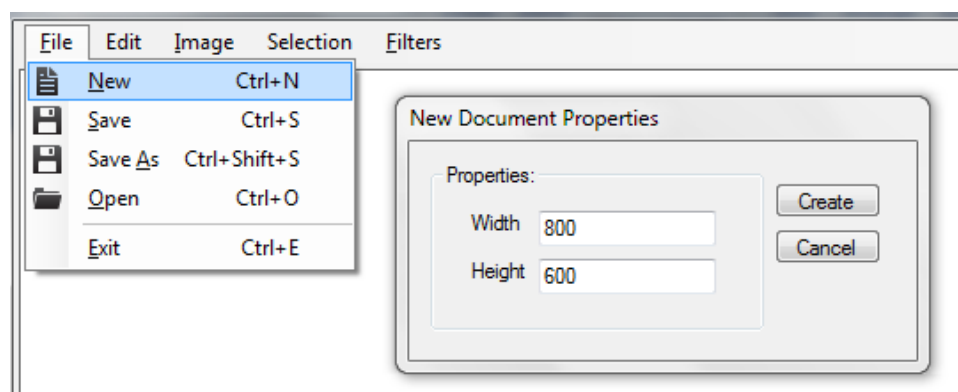 File Edit Image Selection Filters
New Ctrl+N
Save Ctrl+S
Save As Ctrl+Shift+S
Open Ctrl+O
Exit Ctrl+E
New Document Properties
Properties:
Width 800
Height 600
Create
Cancel